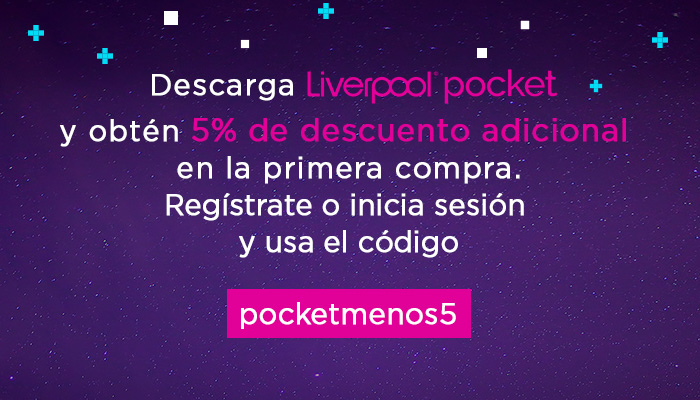 Descarga Liverpool pocket
y obtén 5% de descuento adicional
en la primera compra.
Regístrate o inicia sesión
y usa el código
pocketmenos5